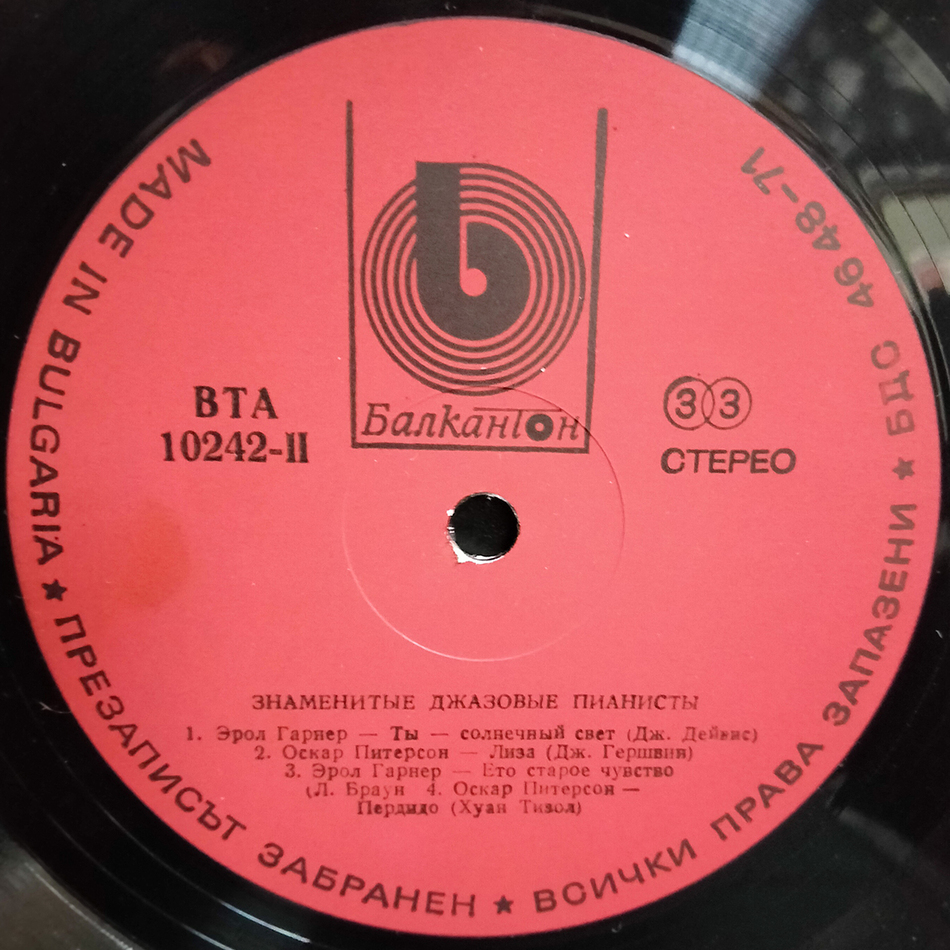 Балкантон
ВТА
10242-II
33
СТЕРЕО
ЗНАМЕНИТЫЕ ДЖАЗОВЫЕ ПИАНИСТЫ
1. Эрол Гарнер — Ты — солнечный свет (Дж. Дейвис)
2. Оскар Питерсон — Лиза (Дж. Гершвин)
3. Эрол Гарнер — Ето старое чувство
(Л. Браун 4. Оскар Питерсон —
Пердидо (Хуан Тизол)
MADE IN BULGARIA ★ ПРЕЗАПИСЪТ ЗАБРАНЕН ★ ВСИЧКИ ПРАВА ЗАПАЗЕНИ ★ БДС 4648-71